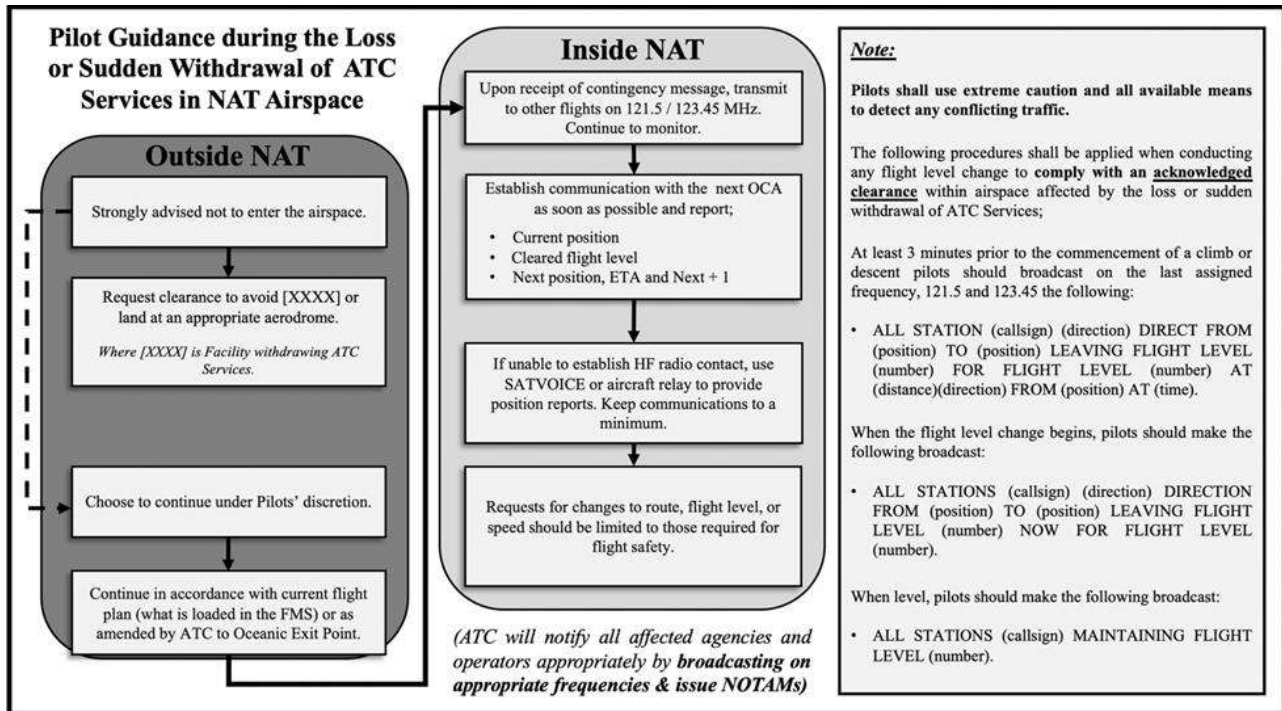 Pilot Guidance during the Loss
or Sudden Withdrawal of ATC
Services in NAT Airspace
Outside NAT
Strongly advised not to enter the airspace.
Request clearance to avoid [XXXX] or
land at an appropriate aerodrome.
Where [XXXX] is Facility withdrawing ATC
Services.
Choose to continue under Pilots' discretion.
Continue in accordance with current flight
plan (what is loaded in the FMS) or as
amended by ATC to Oceanic Exit Point.
Inside NAT
Upon receipt of contingency message, transmit
to other flights on 121.5 / 123.45 MHz.
Continue to monitor.
Establish communication with the next OCA
as soon as possible and report;
• Current position
• Cleared flight level
• Next position, ETA and Next + 1
If unable to establish HF radio contact, use
SATVOICE or aircraft relay to provide
position reports. Keep communications to a
minimum.
Requests for changes to route, flight level, or
speed should be limited to those required for
flight safety.
(ATC will notify all affected agencies and
operators appropriately by broadcasting on
appropriate frequencies & issue NOTAMs)
Note:
Pilots shall use extreme caution and all available means
to detect any conflicting traffic.
The following procedures shall be applied when conducting
any flight level change to comply with an acknowledged
clearance within airspace affected by the loss or sudden
withdrawal of ATC Services;
At least 3 minutes prior to the commencement of a climb or
descent pilots should broadcast on the last assigned
frequency, 121.5 and 123.45 the following:
• ALL STATION (callsign) (direction) DIRECT FROM
(position) TO (position) LEAVING FLIGHT LEVEL
(number) FOR FLIGHT LEVEL (number) AT
(distance)(direction) FROM (position) AT (time).
When the flight level change begins, pilots should make the
following broadcast:
• ALL STATIONS (callsign) (direction) DIRECTION
FROM (position) TO (position) LEAVING FLIGHT
LEVEL (number) NOW FOR FLIGHT LEVEL
(number).
When level, pilots should make the following broadcast:
• ALL STATIONS (callsign) MAINTAINING FLIGHT
LEVEL (number).